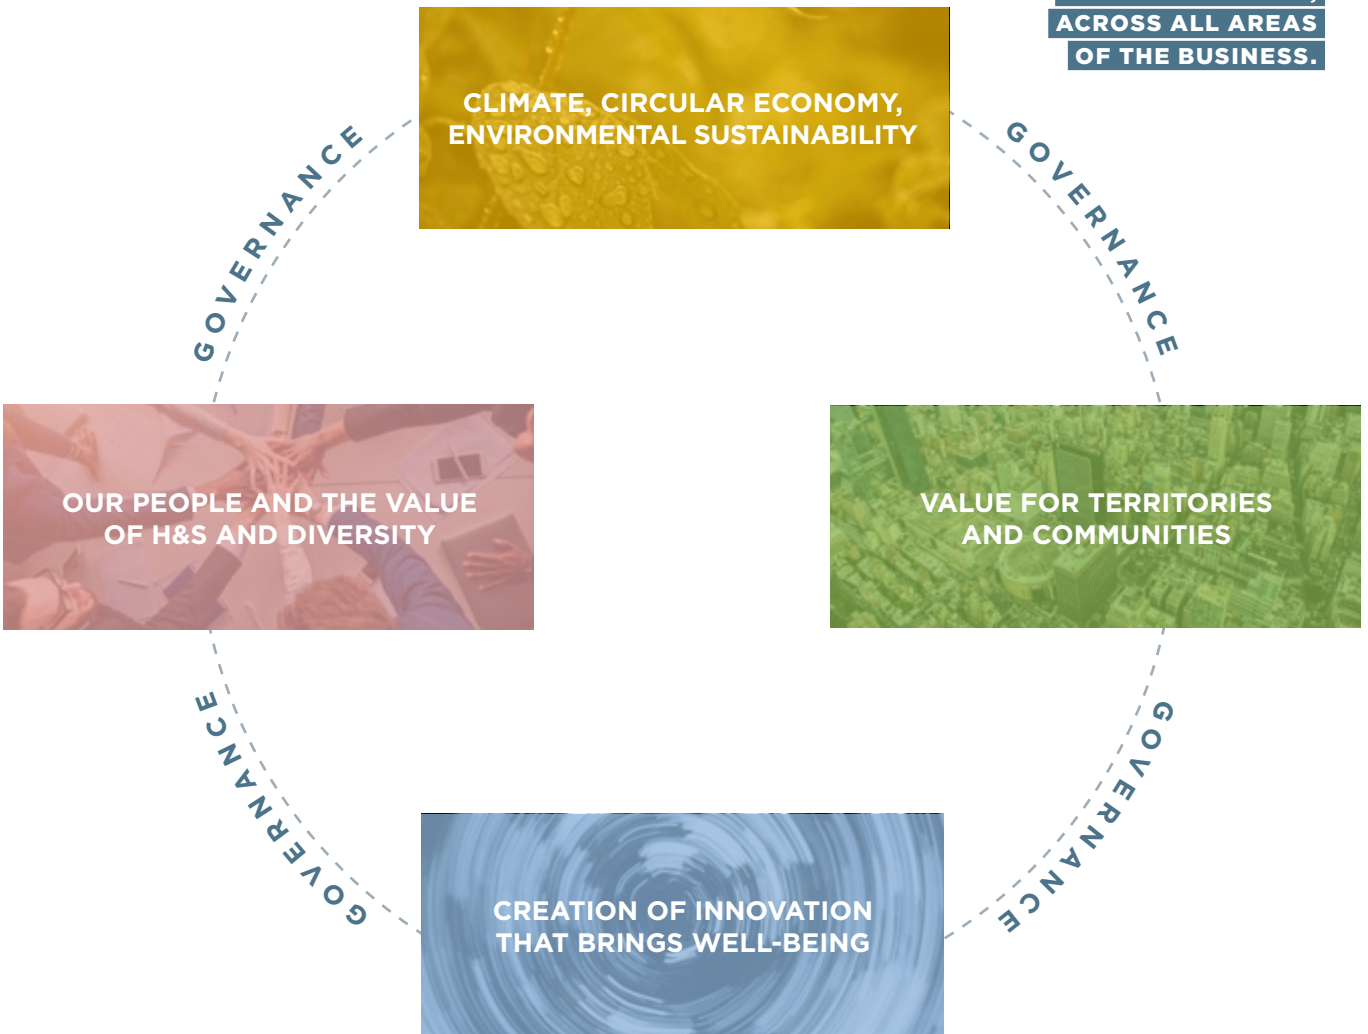 ACROSS ALL AREAS
OF THE BUSINESS.
CLIMATE, CIRCULAR ECONOMY,
ENVIRONMENTAL SUSTAINABILITY
GOVERNANCE
GOVERNANCE
OUR PEOPLE AND THE VALUE
OF H&S AND DIVERSITY
VALUE FOR TERRITORIES
AND COMMUNITIES
GOVERNANCE
GOVERNANCE
CREATION OF INNOVATION
THAT BRINGS WELL-BEING